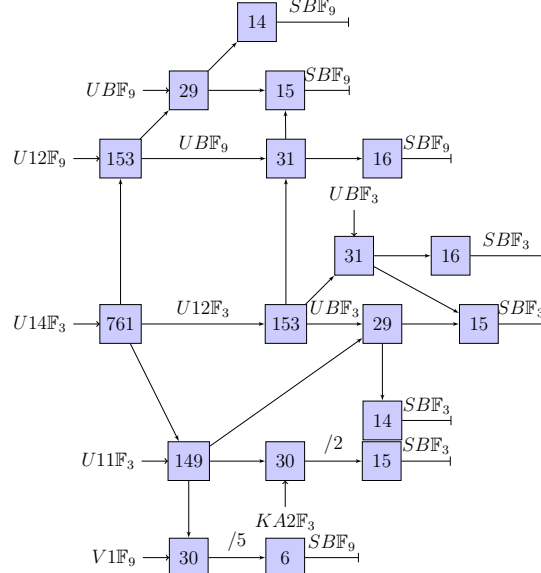 14 SB𝔽₉
UB𝔽₉ 29 15 SB𝔽₉
U12𝔽₉ 153 UB𝔽₉ 31 16 SB𝔽₉
UB𝔽₃
31 16 SB𝔽₃
U14𝔽₃ 761 U12𝔽₃ 153 UB𝔽₃ 29 15 SB𝔽₃
14 SB𝔽₃
U11𝔽₃ 149 30 /2 15 SB𝔽₃
KA2𝔽₃
V1𝔽₉ 30 /5 6 SB𝔽₉